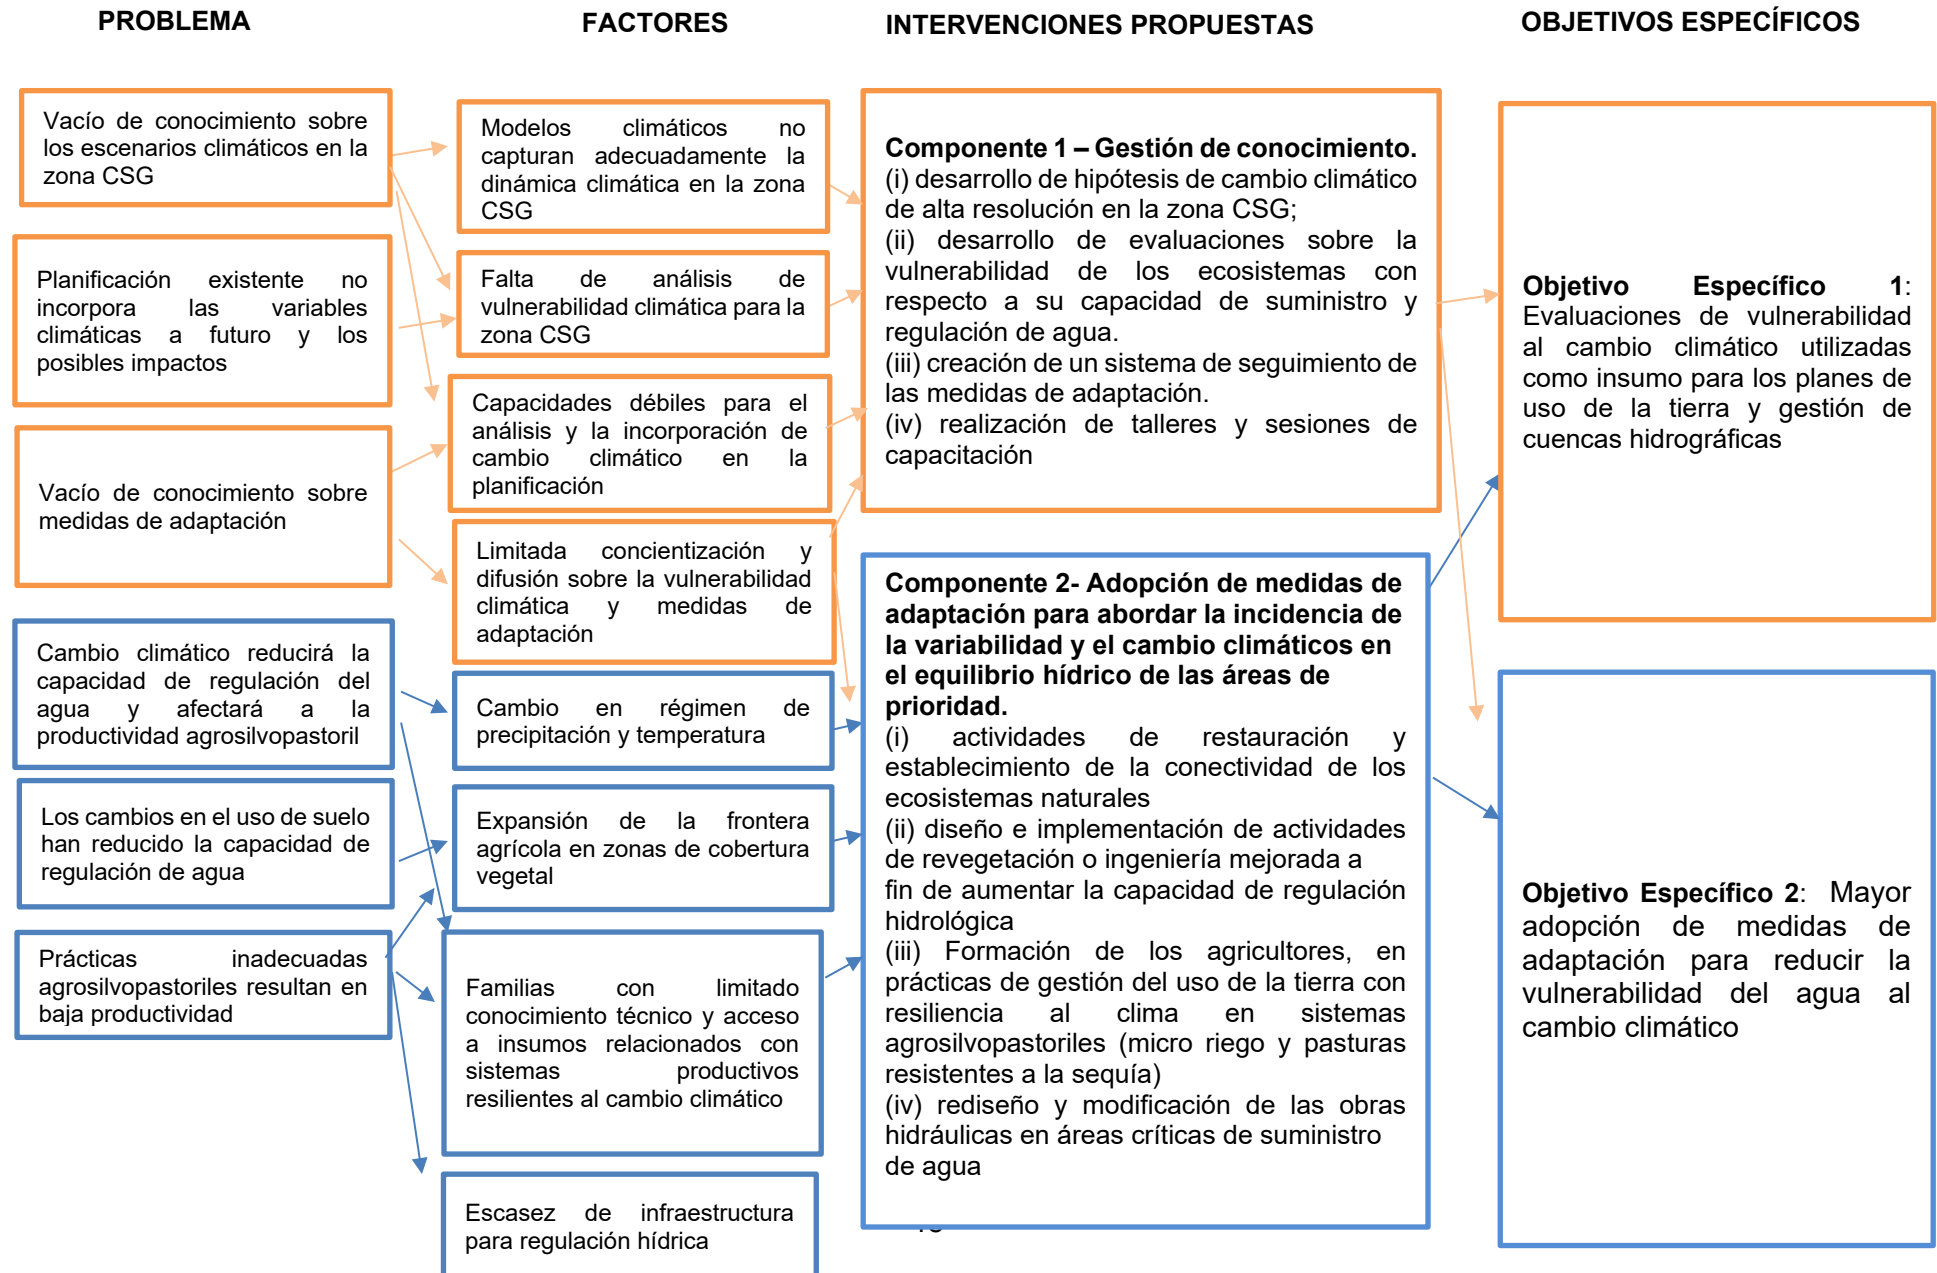 PROBLEMA
FACTORES
INTERVENCIONES PROPUESTAS
OBJETIVOS ESPECÍFICOS
Vacío de conocimiento sobre
los escenarios climáticos en la
zona CSG
Planificación existente no
incorpora las variables
climáticas a futuro y los
posibles impactos
Vacío de conocimiento sobre
medidas de adaptación
Cambio climático reducirá la
capacidad de regulación del
agua y afectará a la
productividad agrosilvopastoril
Los cambios en el uso de suelo
han reducido la capacidad de
regulación de agua
Prácticas inadecuadas
agrosilvopastoriles resultan en
baja productividad
Modelos climáticos no
capturan adecuadamente la
dinámica climática en la zona
CSG
Falta de análisis de
vulnerabilidad climática para la
zona CSG
Capacidades débiles para el
análisis y la incorporación de
cambio climático en la
planificación
Limitada concientización y
difusión sobre la vulnerabilidad
climática y medidas de
adaptación
Cambio en régimen de
precipitación y temperatura
Expansión de la frontera
agrícola en zonas de cobertura
vegetal
Familias con limitado
conocimiento técnico y acceso
a insumos relacionados con
sistemas productivos
resilientes al cambio climático
Escasez de infraestructura
para regulación hídrica
Componente 1 – Gestión de conocimiento.
(i) desarrollo de hipótesis de cambio climático
de alta resolución en la zona CSG;
(ii) desarrollo de evaluaciones sobre la
vulnerabilidad de los ecosistemas con
respecto a su capacidad de suministro y
regulación de agua.
(iii) creación de un sistema de seguimiento de
las medidas de adaptación.
(iv) realización de talleres y sesiones de
capacitación
Componente 2- Adopción de medidas de
adaptación para abordar la incidencia de
la variabilidad y el cambio climáticos en
el equilibrio hídrico de las áreas de
prioridad.
(i) actividades de restauración y
establecimiento de la conectividad de los
ecosistemas naturales
(ii) diseño e implementación de actividades
de revegetación o ingeniería mejorada a
fin de aumentar la capacidad de regulación
hidrológica
(iii) Formación de los agricultores, en
prácticas de gestión del uso de la tierra con
resiliencia al clima en sistemas
agrosilvopastoriles (micro riego y pasturas
resistentes a la sequía)
(iv) rediseño y modificación de las obras
hidráulicas en áreas críticas de suministro
de agua
Objetivo Específico 1:
Evaluaciones de vulnerabilidad
al cambio climático utilizadas
como insumo para los planes de
uso de la tierra y gestión de
cuencas hidrográficas
Objetivo Específico 2: Mayor
adopción de medidas de
adaptación para reducir la
vulnerabilidad del agua al
cambio climático